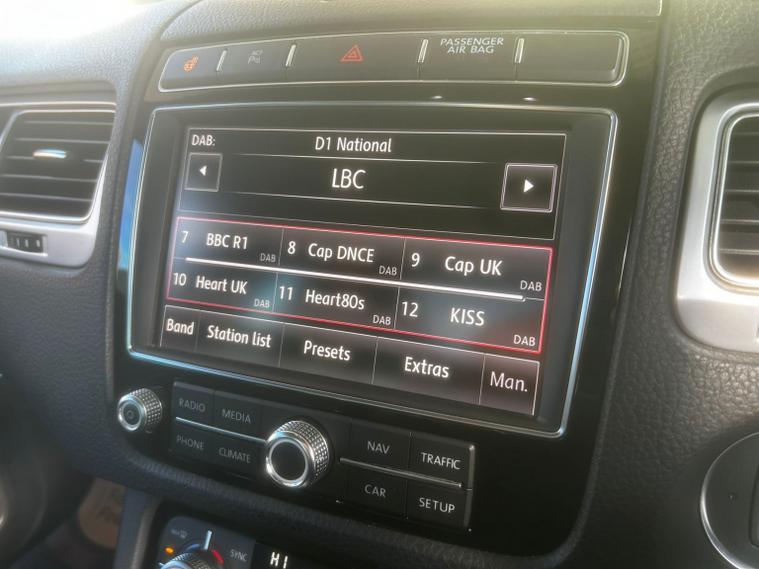 PASSENGER
AIR BAG
DAB: D1 National
LBC
7 BBC R1 DAB 8 Cap DNCE DAB 9 Cap UK DAB
10 Heart UK DAB 11 Heart80s DAB 12 KISS DAB
Band Station list Presets Extras Man.
RADIO MEDIA NAV TRAFFIC
PHONE CLIMATE CAR SETUP
SYNC HI